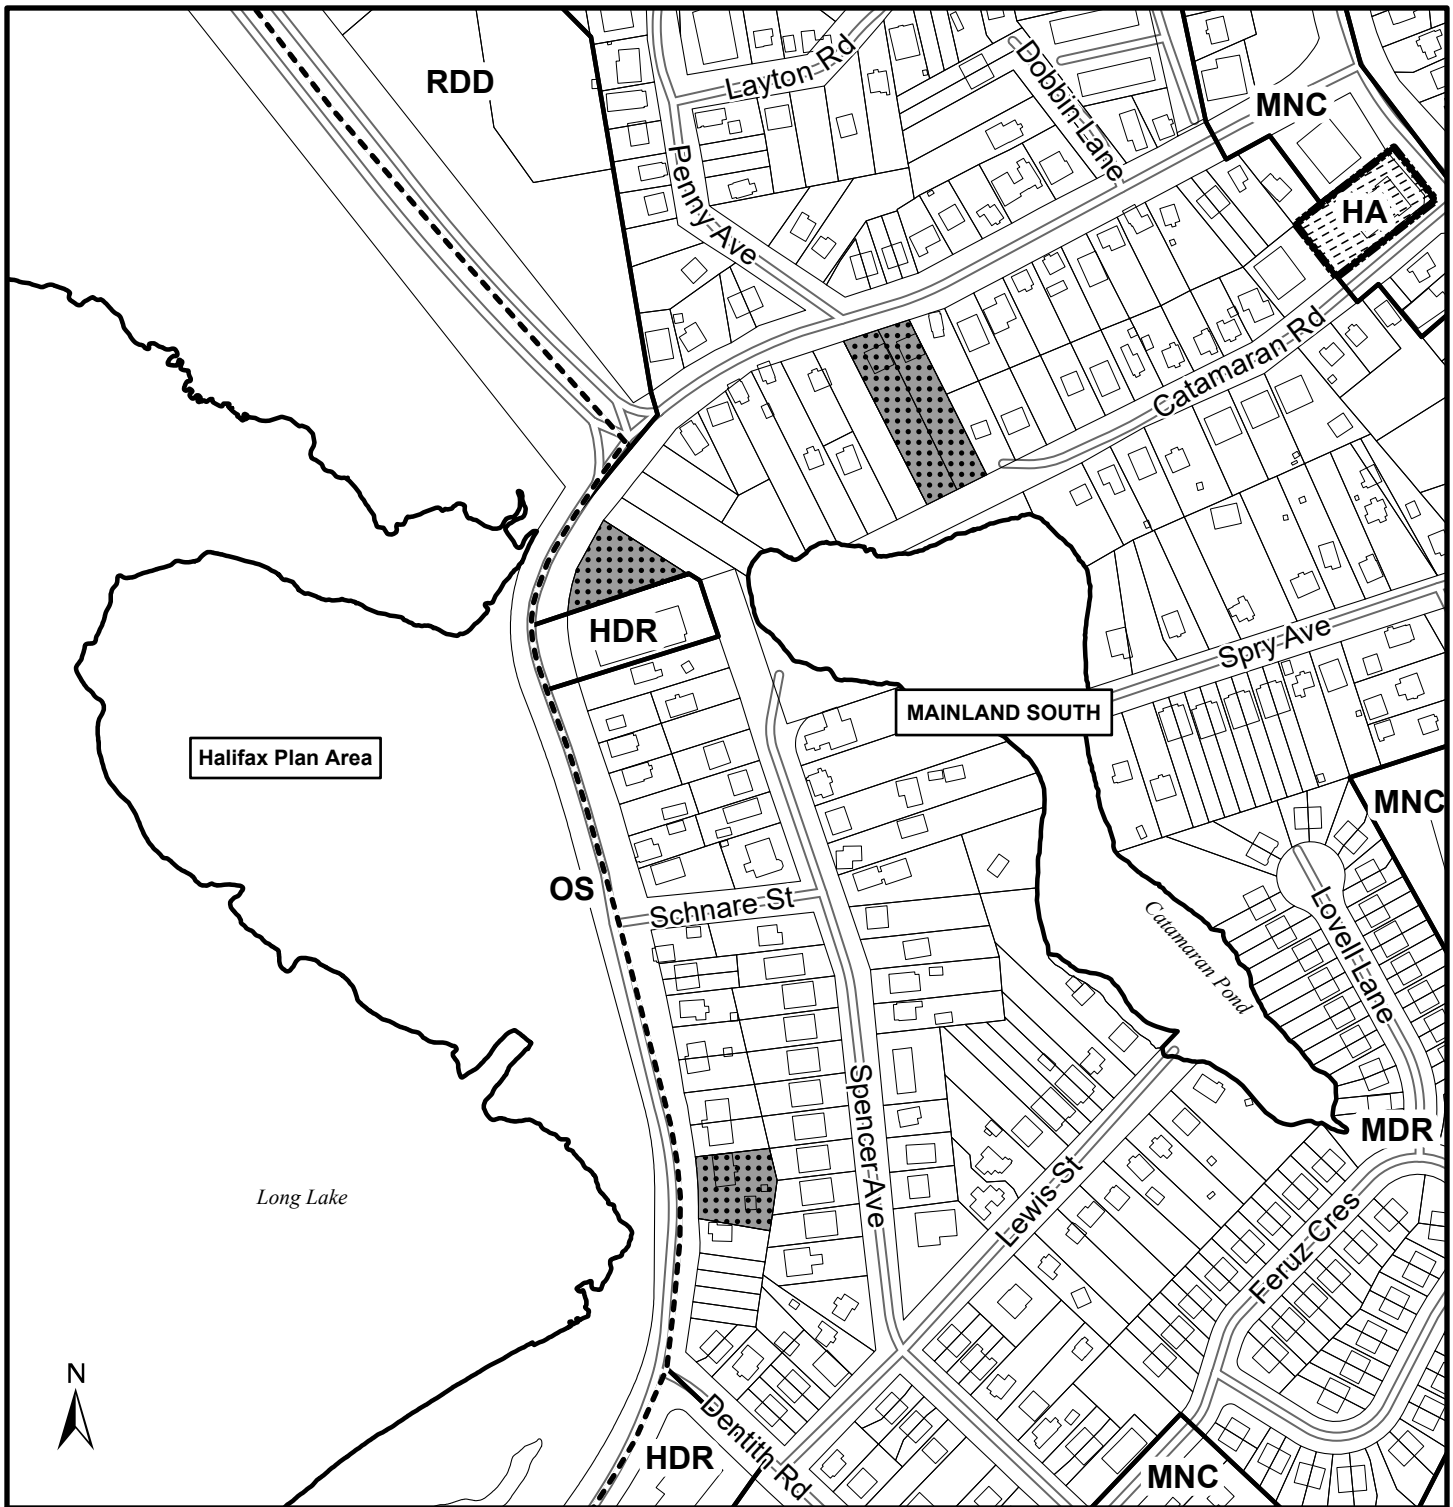 RDD
Layton Rd
Dobbin Lane
MNC
Penny Ave
HA
Catamaran Rd
HDR
Spry Ave
MAINLAND SOUTH
Halifax Plan Area
MNC
OS
Schnare St
Catamaran Pond
Lovell Lane
Spencer Ave
MDR
Long Lake
Lewis St
Feruz Cres
N
Dentith Rd
HDR
MNC